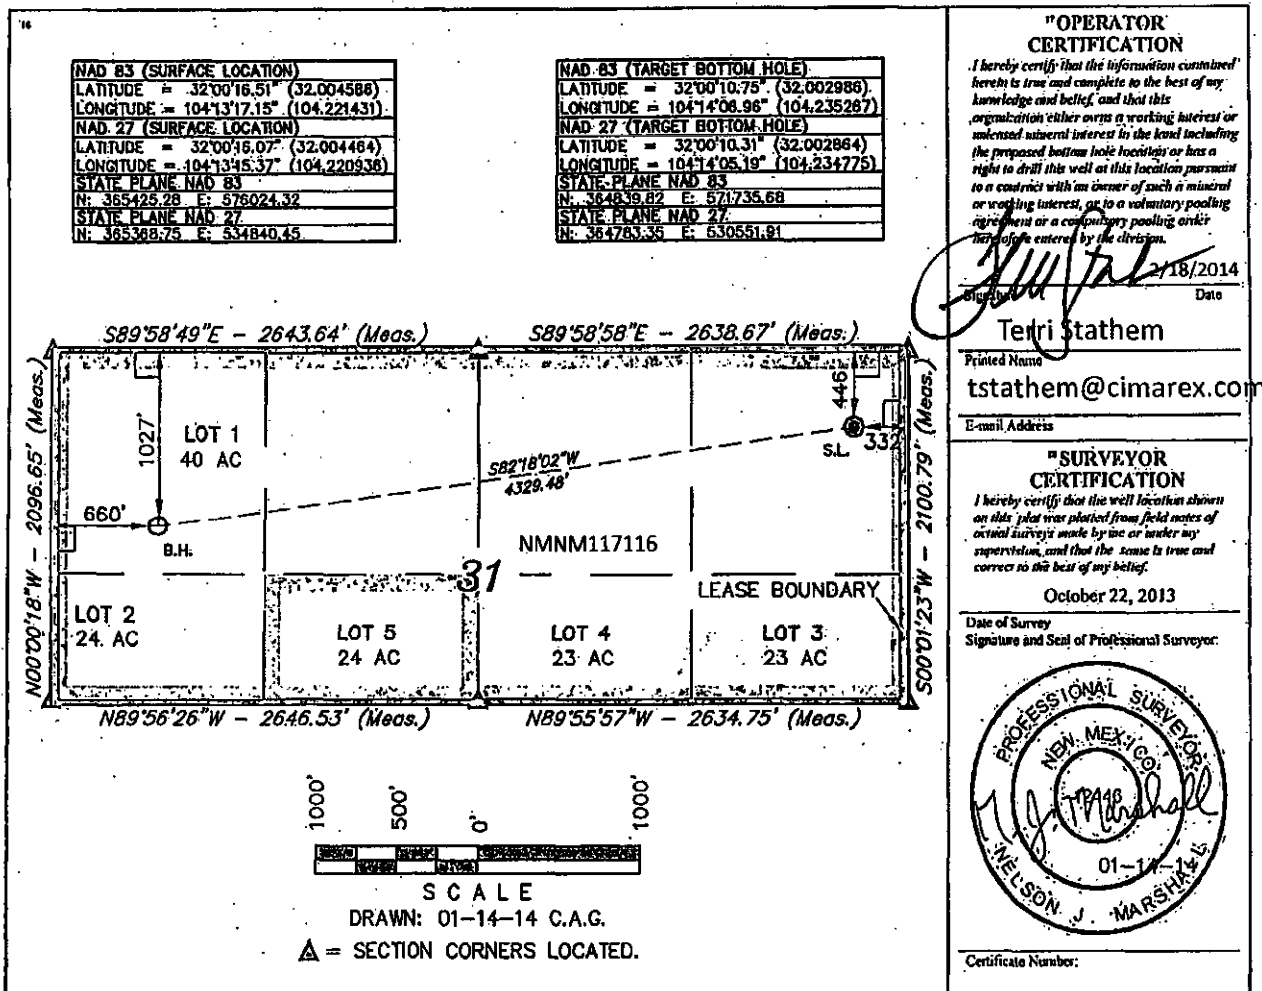 16
NAD 83 (SURFACE LOCATION)
LATITUDE = 32°00'16.51" (32.004586)
LONGITUDE = 104°13'17.15" (104.221431)
NAD 27 (SURFACE LOCATION)
LATITUDE = 32°00'16.07" (32.004464)
LONGITUDE = 104°13'15.37" (104.220938)
STATE PLANE NAD 83
N: 365425.28 E: 576024.32
STATE PLANE NAD 27
N: 365368.75 E: 534840.45
NAD 83 (TARGET BOTTOM HOLE)
LATITUDE = 32°00'10.75" (32.002986)
LONGITUDE = 104°14'06.96" (104.235267)
NAD 27 (TARGET BOTTOM HOLE)
LATITUDE = 32°00'10.31" (32.002864)
LONGITUDE = 104°14'05.19" (104.234775)
STATE PLANE NAD 83
N: 364839.82 E: 571735.68
STATE PLANE NAD 27
N: 364783.35 E: 530551.91
S89°58'49"E – 2643.64' (Meas.)
S89°58'58"E – 2638.67' (Meas.)
N00°00'18"W – 2096.65' (Meas.)
1027'
LOT 1
40 AC
660'
B.H.
S82°18'02"W
4329.48'
446'
S.L.
332'
S00°01'23"W – 2100.79' (Meas.)
NMNM117116
31
LEASE BOUNDARY
LOT 2
24 AC
LOT 5
24 AC
LOT 4
23 AC
LOT 3
23 AC
N89°56'26"W – 2646.53' (Meas.)
N89°55'57"W – 2634.75' (Meas.)
1000' 500' 0' 1000'
SCALE
DRAWN: 01–14–14 C.A.G.
= SECTION CORNERS LOCATED.
"OPERATOR
CERTIFICATION
I hereby certify that the information contained
herein is true and complete to the best of my
knowledge and belief, and that this
organization either owns a working interest or
unleased mineral interest in the land including
the proposed bottom hole location or has a
right to drill this well at this location pursuant
to a contract with an owner of such a mineral
or working interest, or to a voluntary pooling
agreement or a compulsory pooling order
heretofore entered by the division.
2/18/2014
Signature Date
Terri Stathem
Printed Name
tstathem@cimarex.com
E-mail Address
"SURVEYOR
CERTIFICATION
I hereby certify that the well location shown
on this plat was plotted from field notes of
actual surveys made by me or under my
supervision, and that the same is true and
correct to the best of my belief.
October 22, 2013
Date of Survey
Signature and Seal of Professional Surveyor:
PROFESSIONAL SURVEYOR
NEW MEXICO
01–14–14
NELSON J. MARSHALL
Certificate Number: